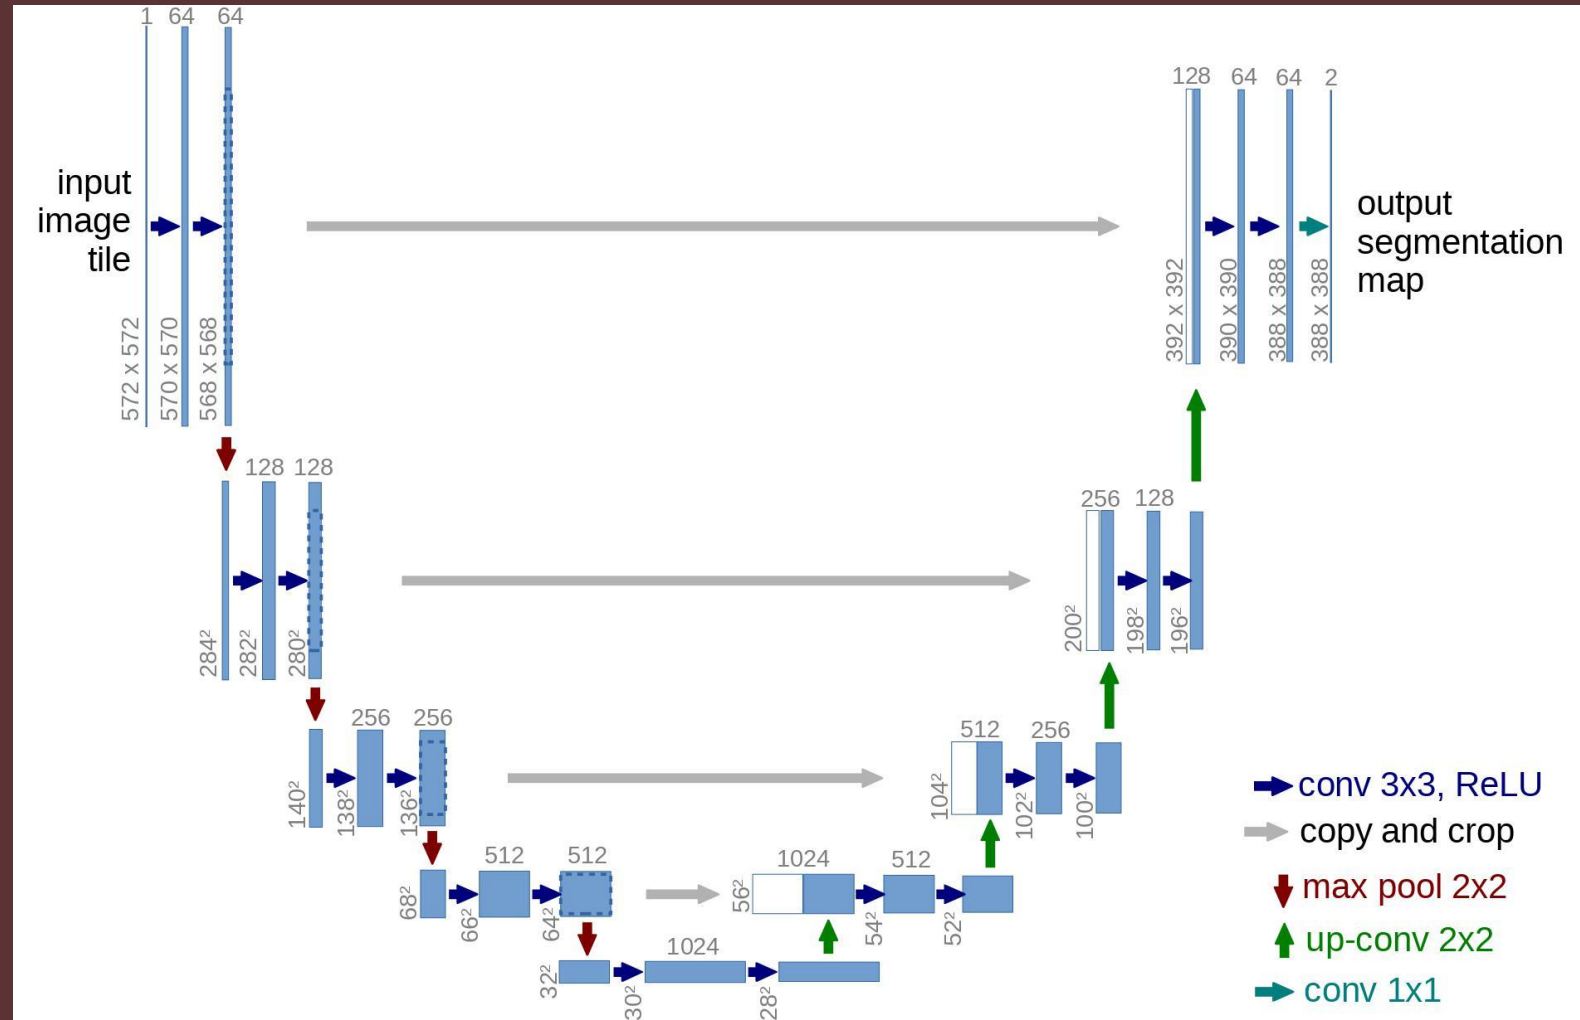 1 64 64
128 64 64 2
input
image
tile
output
segmentation
map
572 x 572
570 x 570
568 x 568
392 x 392
390 x 390
388 x 388
388 x 388
128 128
256 128
284²
282²
280²
200²
198²
196²
256 256
512 256
140²
138²
136²
104²
102²
100²
conv 3x3, ReLU
copy and crop
max pool 2x2
up-conv 2x2
conv 1x1
512 512
1024 512
68²
66²
64²
56²
54²
52²
1024
32²
30²
28²